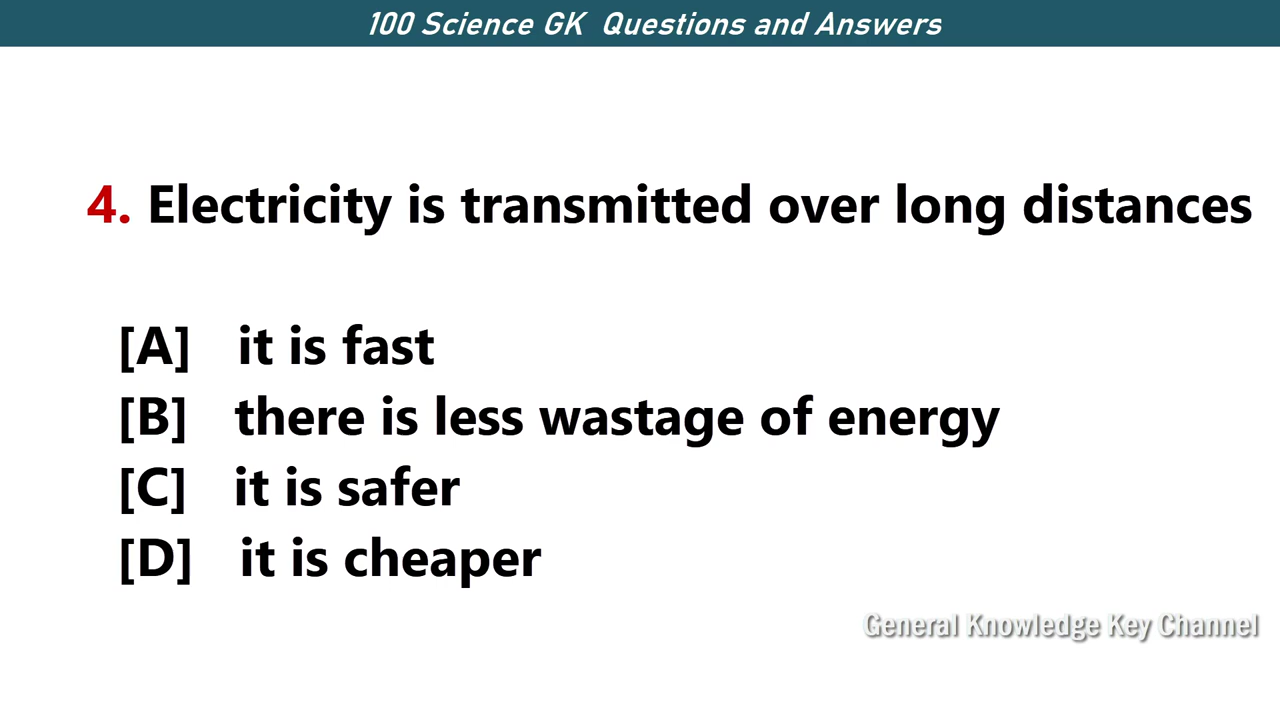 100 Science GK Questions and Answers
4. Electricity is transmitted over long distances
[A] it is fast
[B] there is less wastage of energy
[C] it is safer
[D] it is cheaper
General Knowledge Key Channel